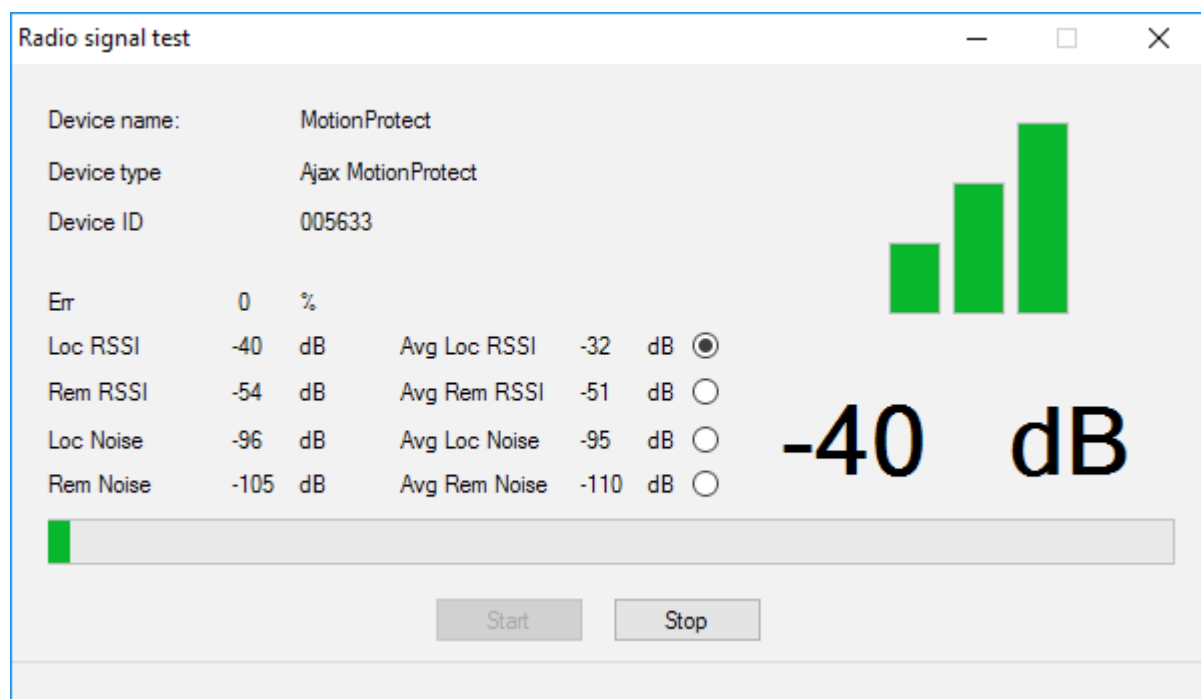 Radio signal test
Device name: MotionProtect
Device type Ajax MotionProtect
Device ID 005633
Err 0 %
Loc RSSI -40 dB Avg Loc RSSI -32 dB
Rem RSSI -54 dB Avg Rem RSSI -51 dB
Loc Noise -96 dB Avg Loc Noise -95 dB
Rem Noise -105 dB Avg Rem Noise -110 dB
-40 dB
Start Stop